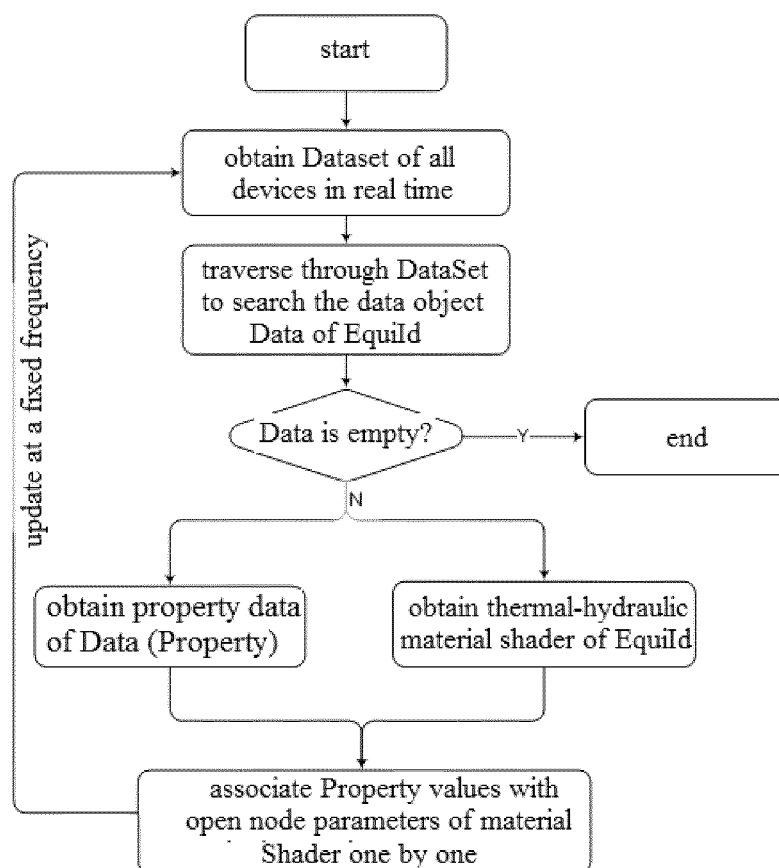 start
obtain Dataset of all
devices in real time
traverse through DataSet
to search the data object
Data of EquiId
Data is empty?
Y
end
N
update at a fixed frequency
obtain property data
of Data (Property)
obtain thermal-hydraulic
material shader of EquiId
associate Property values with
open node parameters of material
Shader one by one